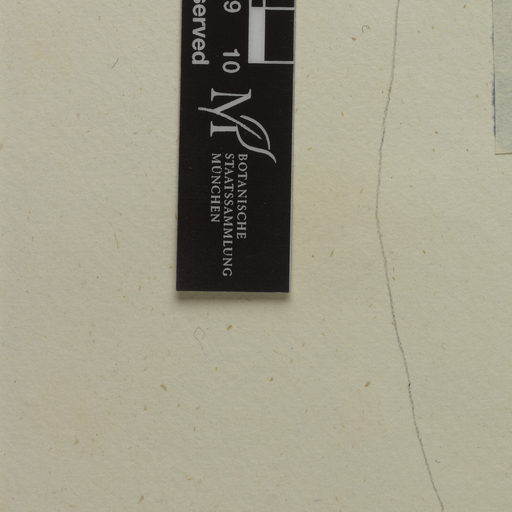 served
9 10
BOTANISCHE
STAATSSAMMLUNG
MÜNCHEN